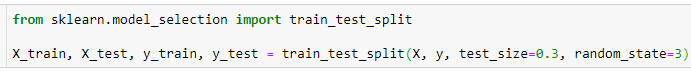 from sklearn.model_selection import train_test_split
X_train, X_test, y_train, y_test = train_test_split(X, y, test_size=0.3, random_state=3)